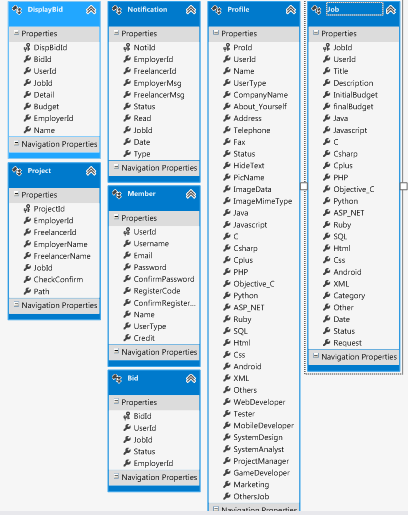 DisplayBid
Properties
DispBidId
BidId
UserId
JobId
Detail
Budget
EmployerId
Name
Navigation Properties
Project
Properties
ProjectId
EmployerId
FreelancerId
EmployerName
FreelancerName
JobId
CheckConfirm
Path
Navigation Properties
Notification
Properties
NotiId
EmployerId
FreelancerId
EmployerMsg
FreelancerMsg
Status
Read
JobId
Date
Type
Navigation Properties
Member
Properties
UserId
Username
Email
Password
ConfirmPassword
RegisterCode
ConfirmRegister...
Name
UserType
Credit
Navigation Properties
Bid
Properties
BidId
UserId
JobId
Status
EmployerId
Navigation Properties
Profile
Properties
ProId
UserId
Name
UserType
CompanyName
About_Yourself
Address
Telephone
Fax
Status
HideText
PicName
ImageData
ImageMimeType
Java
Javascript
C
Csharp
Cplus
PHP
Objective_C
Python
ASP_NET
Ruby
SQL
Html
Css
Android
XML
Others
WebDeveloper
Tester
MobileDeveloper
SystemDesign
SystemAnalyst
ProjectManager
GameDeveloper
Marketing
OthersJob
Navigation Properties
Job
Properties
JobId
UserId
Title
Description
InitialBudget
finalBudget
Java
Javascript
C
Csharp
Cplus
PHP
Objective_C
Python
ASP_NET
Ruby
SQL
Html
Css
Android
XML
Category
Other
Date
Status
Request
Navigation Properties